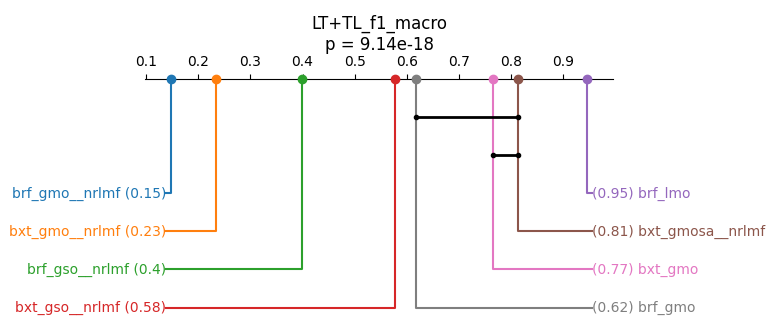 LT+TL_f1_macro
p = 9.14e-18
0.1 0.2 0.3 0.4 0.5 0.6 0.7 0.8 0.9
brf_gmo__nrlmf (0.15) (0.95) brf_lmo
bxt_gmo__nrlmf (0.23) (0.81) bxt_gmosa__nrlmf
brf_gso__nrlmf (0.4) (0.77) bxt_gmo
bxt_gso__nrlmf (0.58) (0.62) brf_gmo